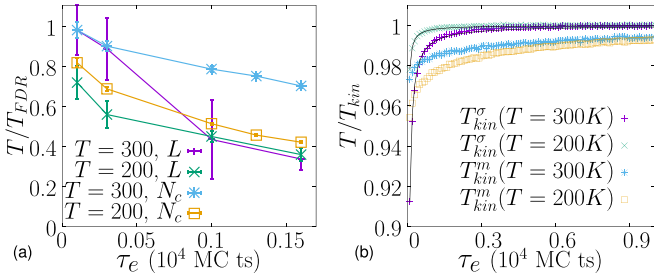 1
0.8
0.6
0.4
0.2
0
T/T_{FDR}
T = 300, L
T = 200, L
T = 300, N_c
T = 200, N_c
0 0.05 0.1 0.15
(a)
τ_e (10^4 MC ts)
1
0.98
0.96
0.94
0.92
0.9
T/T_{kin}
T^σ_{kin}(T = 300K)
T^σ_{kin}(T = 200K)
T^m_{kin}(T = 300K)
T^m_{kin}(T = 200K)
0 0.3 0.6 0.9
(b)
τ_e (10^4 MC ts)